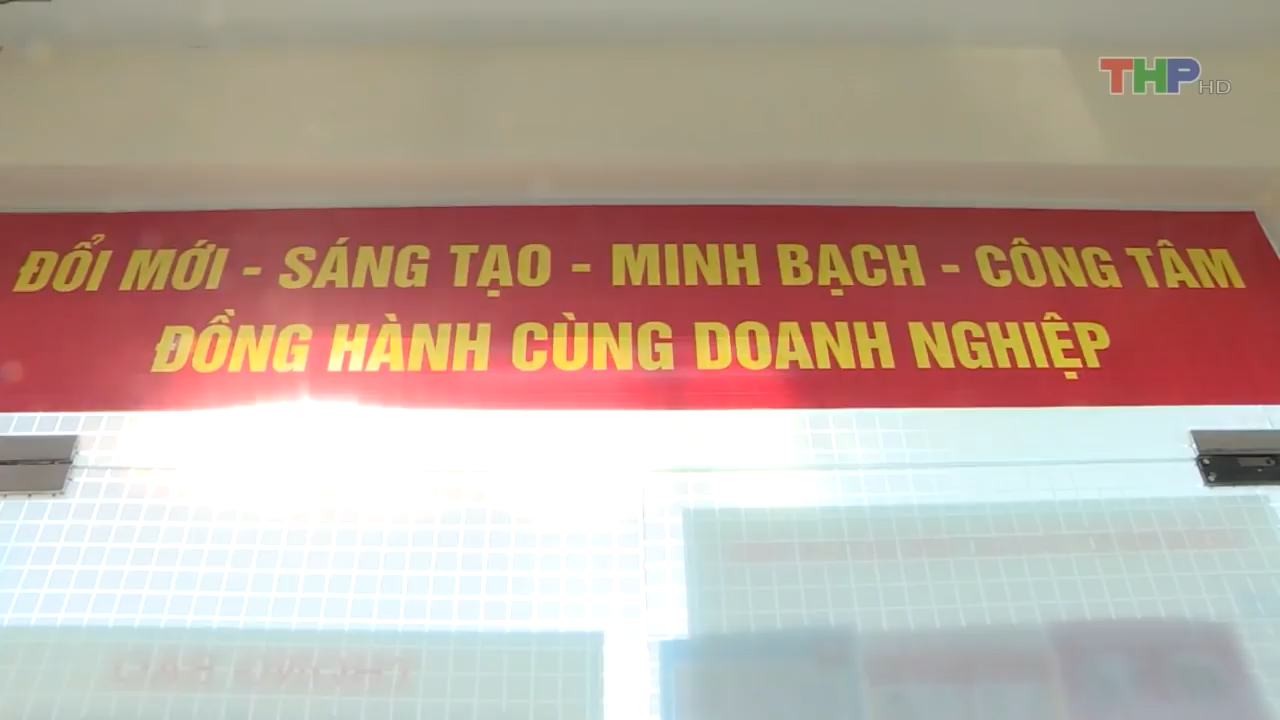 THP HD
ĐỔI MỚI - SÁNG TẠO - MINH BẠCH - CÔNG TÂM
ĐỒNG HÀNH CÙNG DOANH NGHIỆP